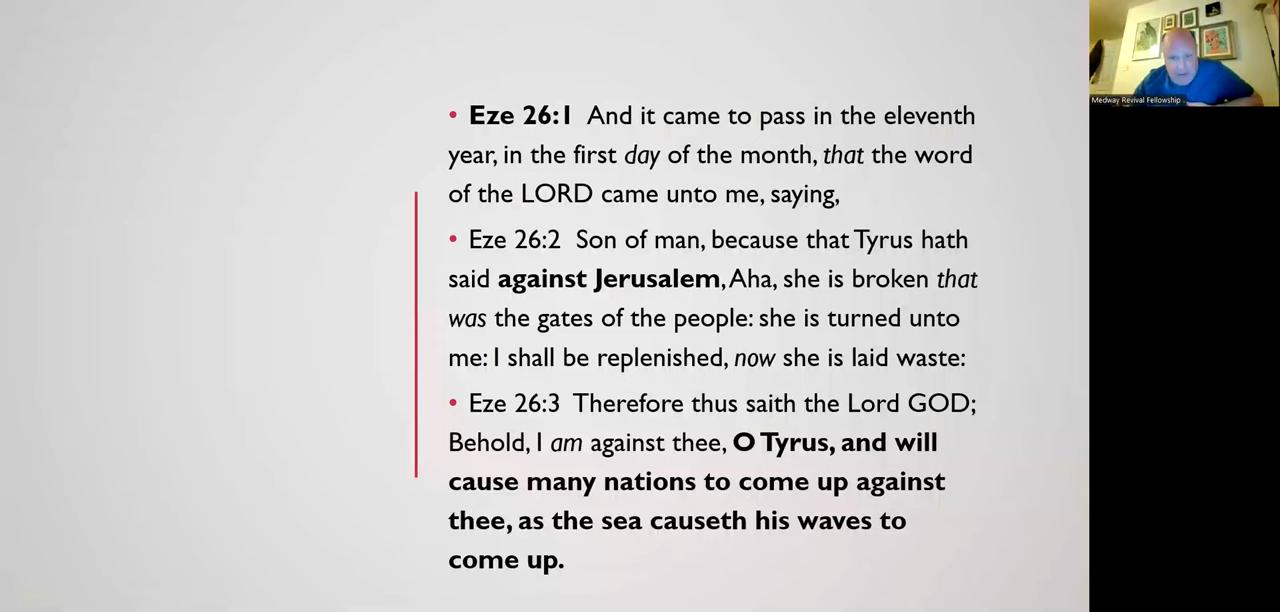 • Eze 26:1 And it came to pass in the eleventh
year, in the first day of the month, that the word
of the LORD came unto me, saying,
• Eze 26:2 Son of man, because that Tyrus hath
said against Jerusalem, Aha, she is broken that
was the gates of the people: she is turned unto
me: I shall be replenished, now she is laid waste:
• Eze 26:3 Therefore thus saith the Lord GOD;
Behold, I am against thee, O Tyrus, and will
cause many nations to come up against
thee, as the sea causeth his waves to
come up.
Medway Revival Fellowship .